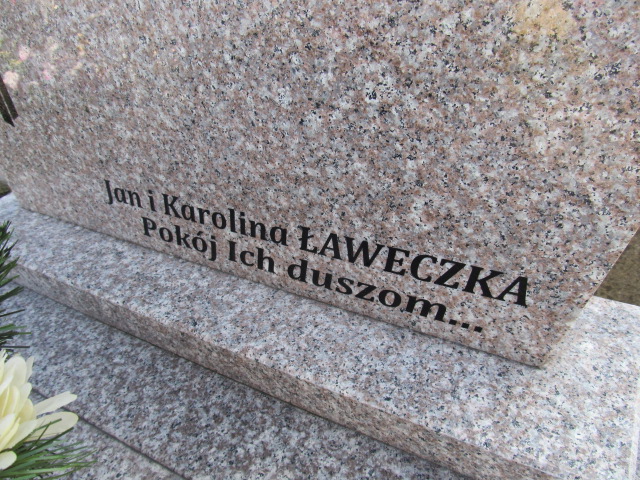 Jan i Karolina ŁAWECZKA
Pokój Ich duszom...